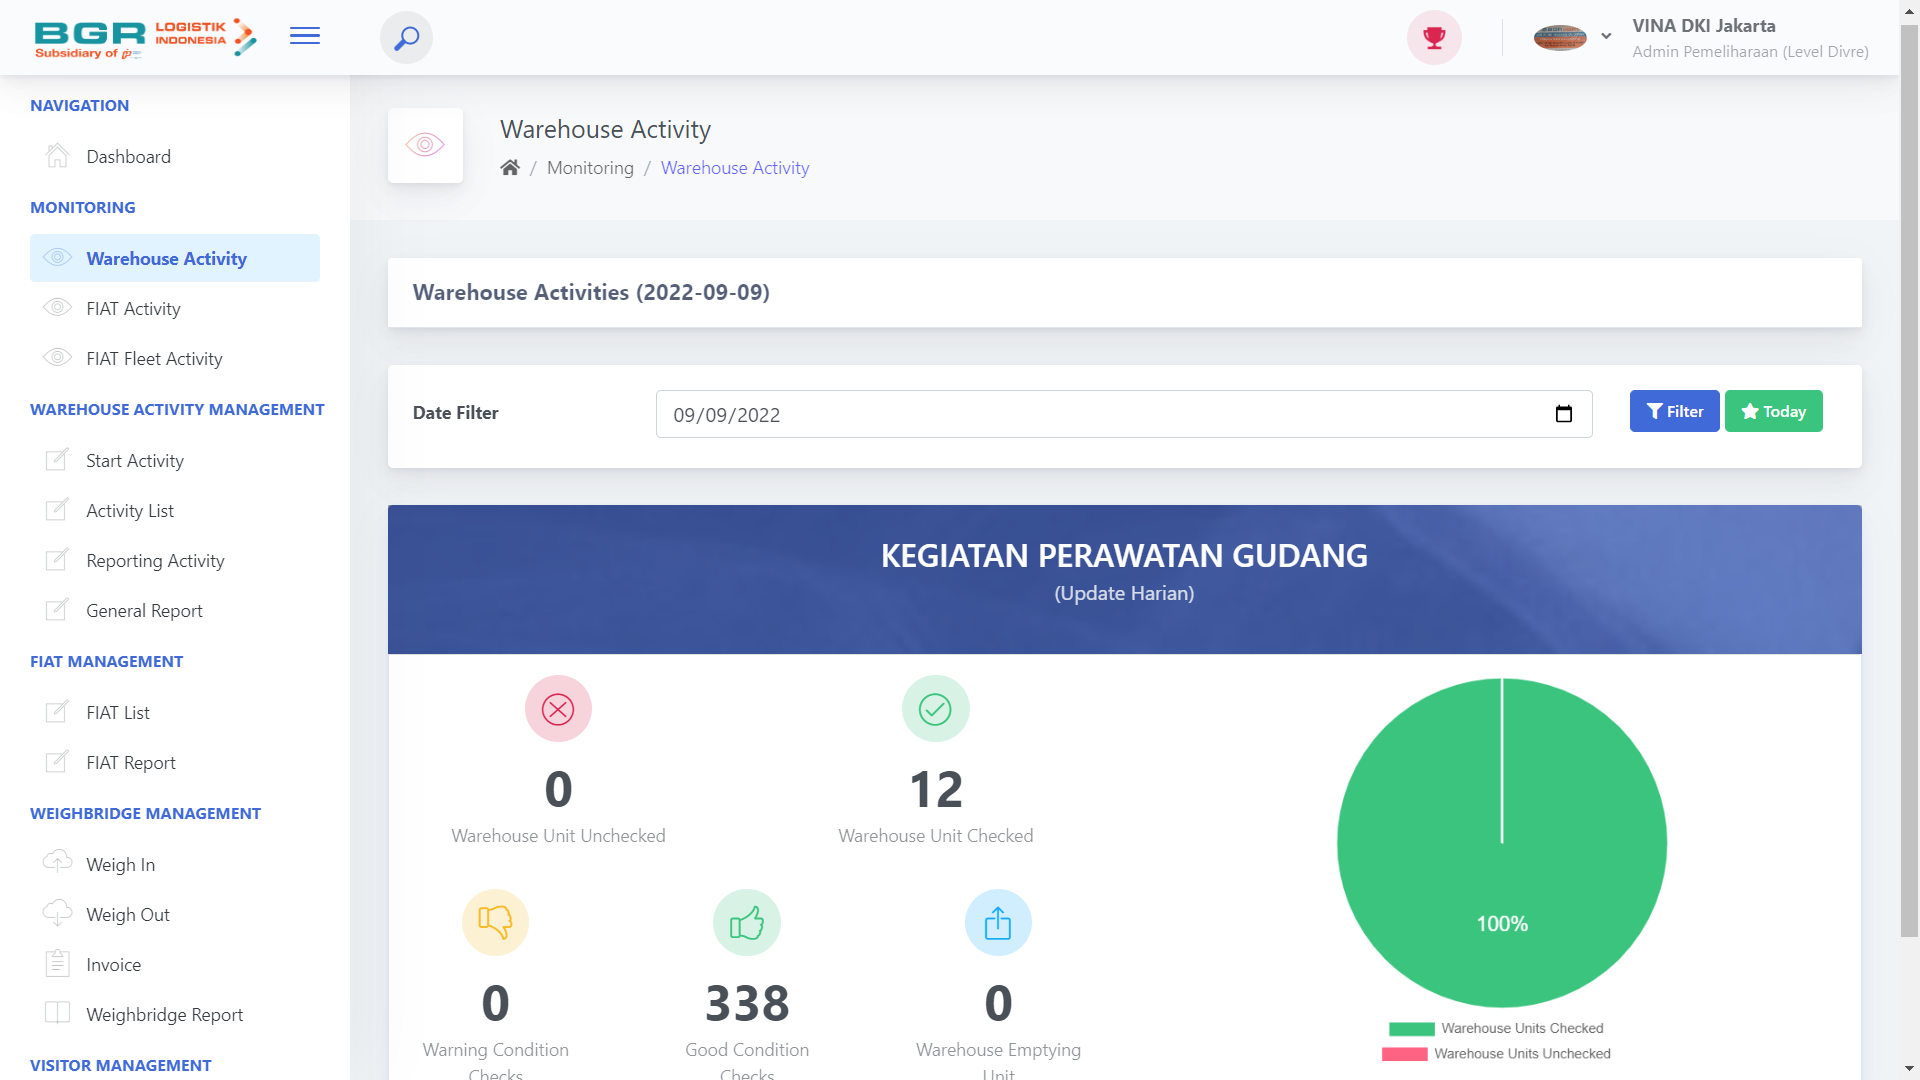 BGR LOGISTIK INDONESIA
Subsidiary of
VINA DKI Jakarta
Admin Pemeliharaan (Level Divre)
NAVIGATION
Dashboard
MONITORING
Warehouse Activity
FIAT Activity
FIAT Fleet Activity
WAREHOUSE ACTIVITY MANAGEMENT
Start Activity
Activity List
Reporting Activity
General Report
FIAT MANAGEMENT
FIAT List
FIAT Report
WEIGHBRIDGE MANAGEMENT
Weigh In
Weigh Out
Invoice
Weighbridge Report
VISITOR MANAGEMENT
Warehouse Activity
/ Monitoring / Warehouse Activity
Warehouse Activities (2022-09-09)
Date Filter
09/09/2022
Filter
Today
KEGIATAN PERAWATAN GUDANG
(Update Harian)
0
Warehouse Unit Unchecked
12
Warehouse Unit Checked
0
Warning Condition
Checks
338
Good Condition
Checks
0
Warehouse Emptying
Unit
100%
Warehouse Units Checked
Warehouse Units Unchecked